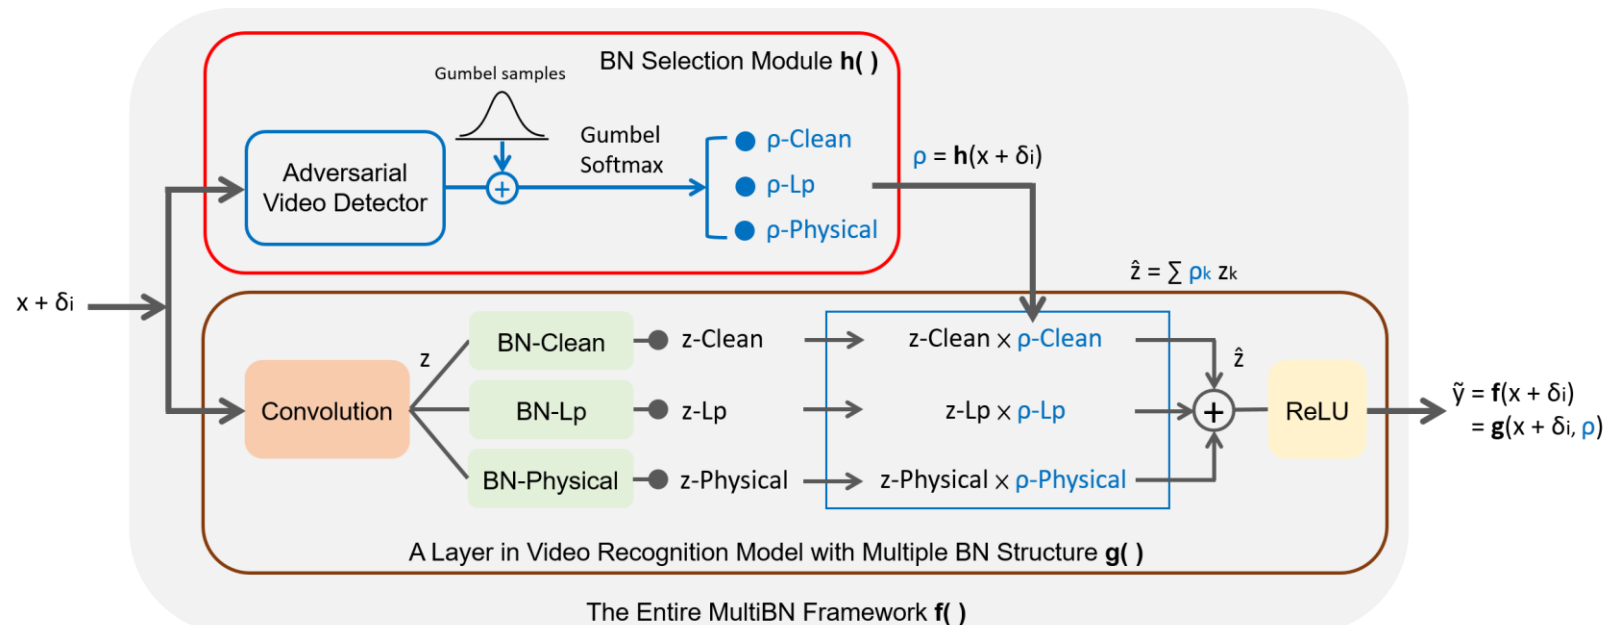 BN Selection Module h( )
Gumbel samples
Adversarial
Video Detector
+
Gumbel
Softmax
ρ-Clean
ρ-Lp
ρ-Physical
ρ = h(x + δi)
x + δi
ẑ = ∑ ρk zk
Convolution
z
BN-Clean
BN-Lp
BN-Physical
z-Clean
z-Lp
z-Physical
z-Clean × ρ-Clean
z-Lp × ρ-Lp
z-Physical × ρ-Physical
ẑ
+
ReLU
ỹ = f(x + δi)
= g(x + δi, ρ)
A Layer in Video Recognition Model with Multiple BN Structure g( )
The Entire MultiBN Framework f( )